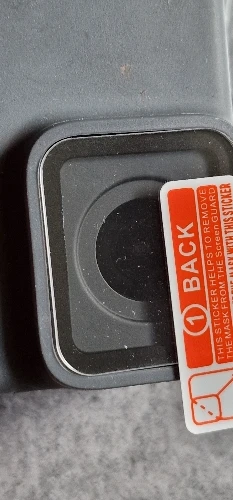 1 BACK
THIS STICKER HELPS TO REMOVE
THE MASK FROM THE Screen GUARD